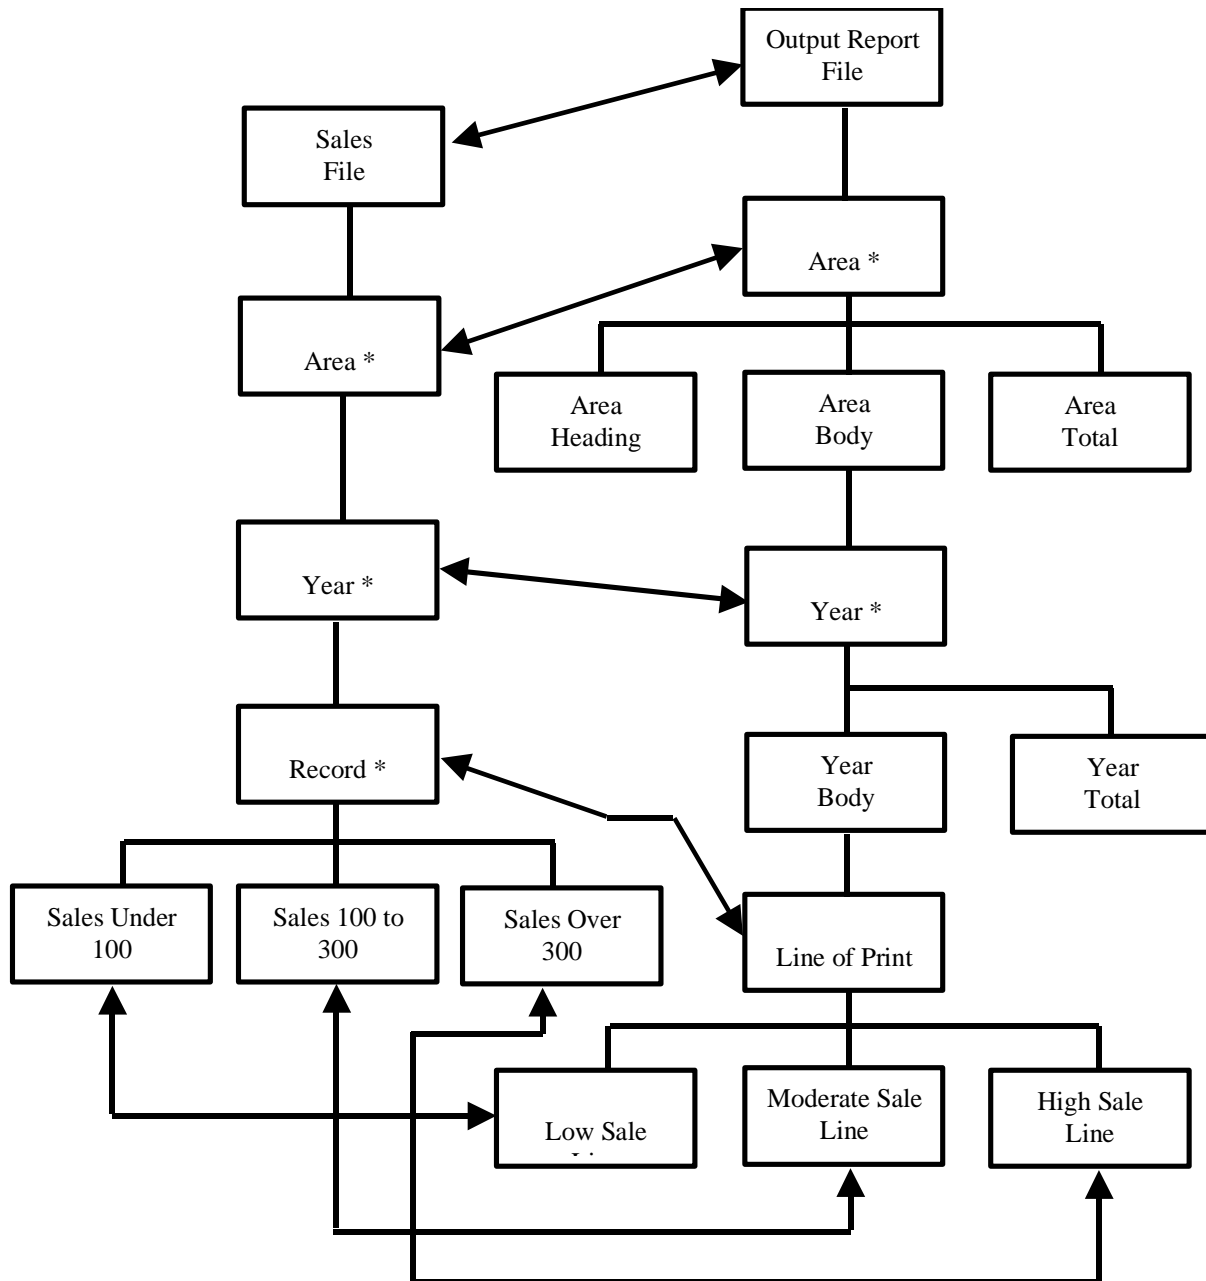 Output Report
File
Sales
File
Area *
Area *
Area
Heading
Area
Body
Area
Total
Year *
Year *
Record *
Year
Body
Year
Total
Sales Under
100
Sales 100 to
300
Sales Over
300
Line of Print
Low Sale
Moderate Sale
Line
High Sale
Line